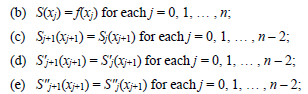 (b) S(xj) = f(xj) for each j = 0, 1, … , n;
(c) Sj+1(xj+1) = Sj(xj+1) for each j = 0, 1, … , n – 2;
(d) S'j+1(xj+1) = S'j(xj+1) for each j = 0, 1, … , n – 2;
(e) S"j+1(xj+1) = S"j(xj+1) for each j = 0, 1, … , n – 2: